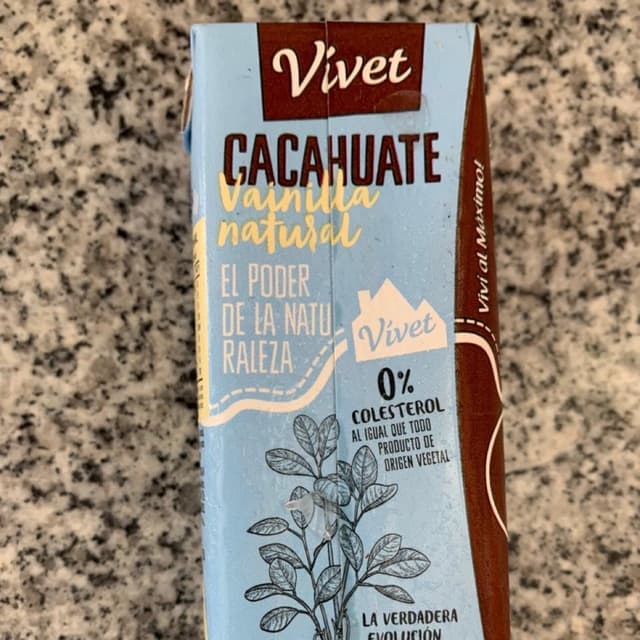 Vivet
CACAHUATE
Vainilla
natural
EL PODER
DE LA NATU
RALEZA
Vivet
Viví al Máximo!
0%
COLESTEROL
AL IGUAL QUE TODO
PRODUCTO DE
ORIGEN VEGETAL
LA VERDADERA
EVOLUCIÓN